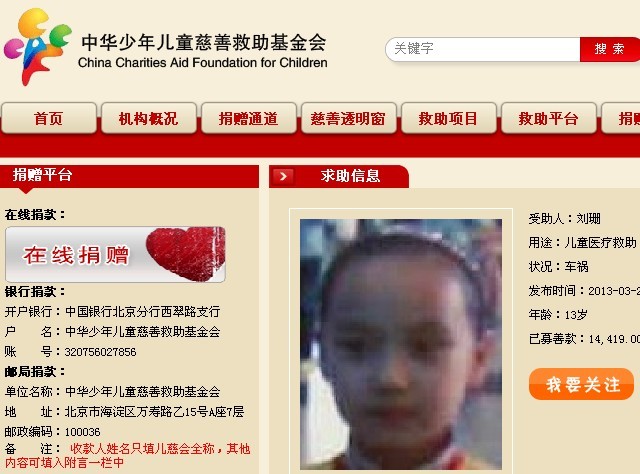 中华少年儿童慈善救助基金会
China Charities Aid Foundation for Children
关键字
搜 索
首页
机构概况
捐赠通道
慈善透明窗
救助项目
救助平台
捐赠
捐赠平台
在线捐款：
在线捐赠
银行捐款：
开户银行：中国银行北京分行西翠路支行
户 名：中华少年儿童慈善救助基金会
账 号：320756027856
邮局捐款：
单位名称：中华少年儿童慈善救助基金会
地 址：北京市海淀区万寿路乙15号A座7层
邮政编码：100036
备 注： 收款人姓名只填儿慈会全称，其他
内容可填入附言一栏中
求助信息
受助人：刘珊
用途：儿童医疗救助
状况：车祸
发布时间：2013-03-2
年龄：13岁
已募善款：14,419.00
我要关注